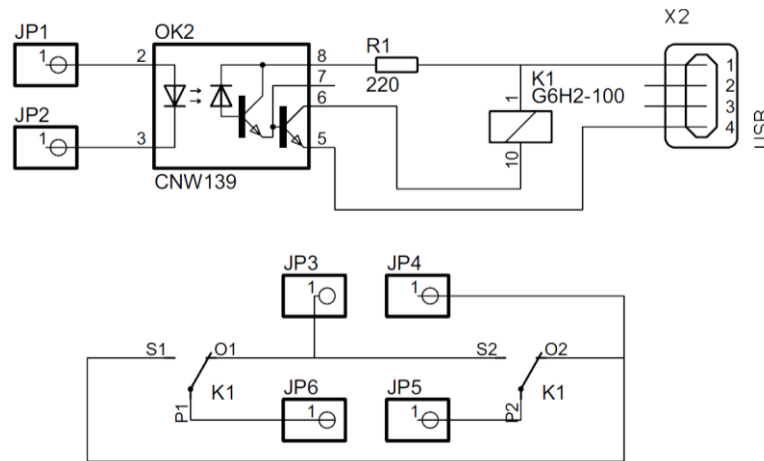 X2
JP1
1
OK2
2
8
R1
220
7
6
K1
G6H2-100
1
10
1
2
3
4
USB
JP2
1
3
5
CNW139
JP3
1
JP4
1
S1
O1
S2
O2
P1
K1
JP6
1
JP5
1
P2
K1